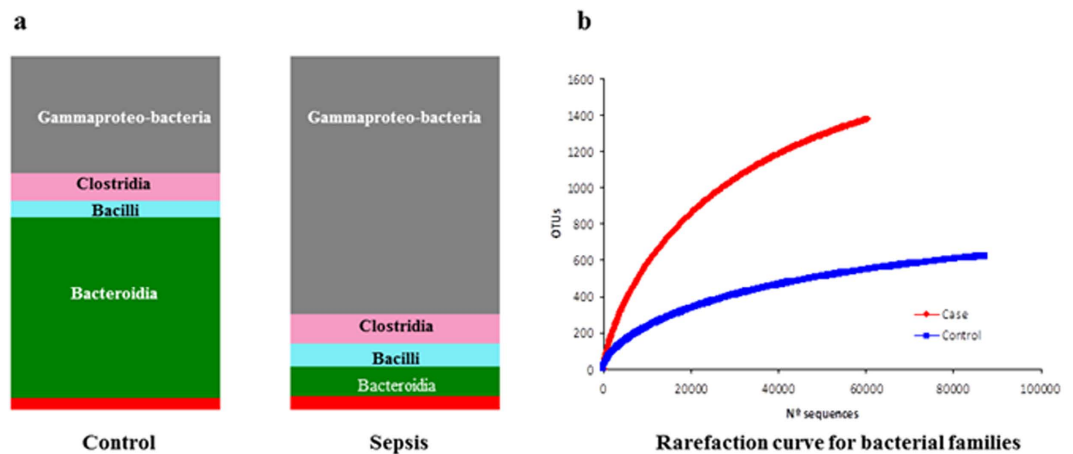 a
Gammaproteo-bacteria
Clostridia
Bacilli
Bacteroidia
Control
Gammaproteo-bacteria
Clostridia
Bacilli
Bacteroidia
Sepsis
b
1600
1400
1200
1000
800
600
400
200
0
OTUs
Case
Control
0 20000 40000 60000 80000 100000
Nº sequences
Rarefaction curve for bacterial families